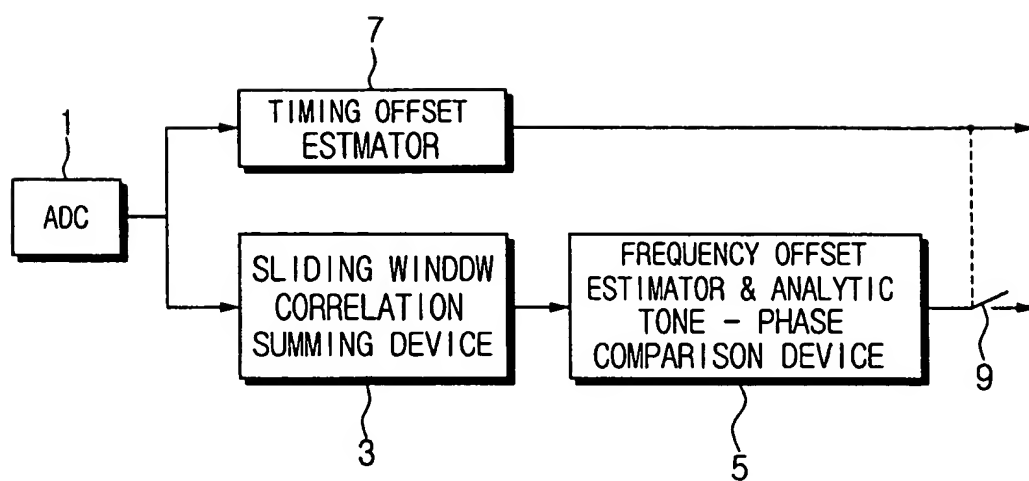 7
TIMING OFFSET
ESTMATOR
1
ADC
SLIDING WINDOW
CORRELATION
SUMMING DEVICE
FREQUENCY OFFSET
ESTIMATOR & ANALYTIC
TONE - PHASE
COMPARISON DEVICE
9
3
5